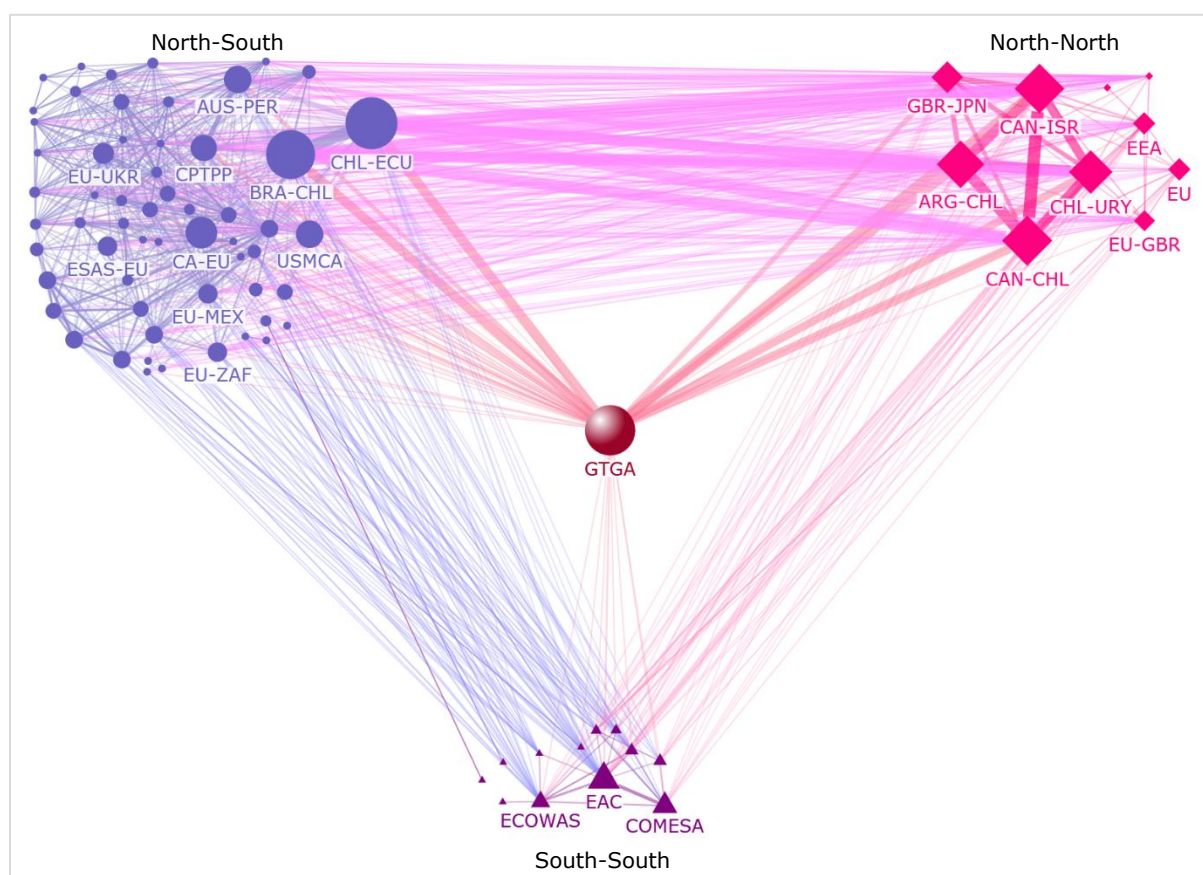 North-South
North-North
AUS-PER
CHL-ECU
EU-UKR
CPTPP
BRA-CHL
ESAS-EU
CA-EU
USMCA
EU-MEX
EU-ZAF
GBR-JPN
CAN-ISR
EEA
ARG-CHL
CHL-URY
EU
EU-GBR
CAN-CHL
GTGA
EAC
ECOWAS
COMESA
South-South